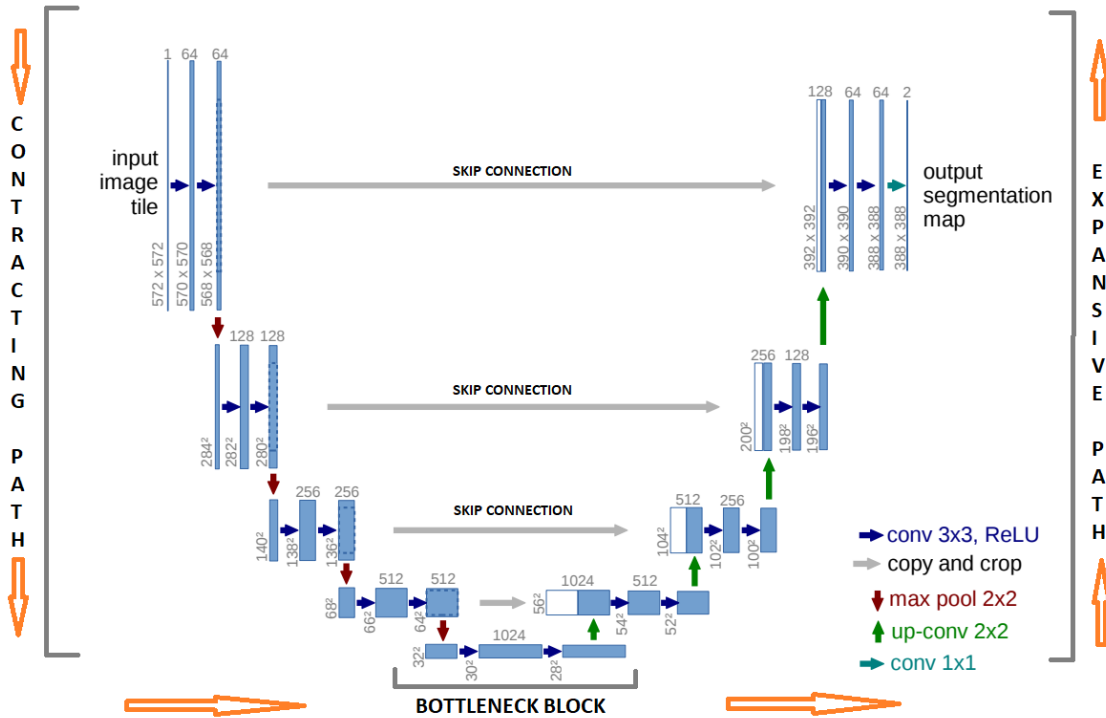 CONTRACTING PATH
1 64 64
input
image
tile
572 x 572
570 x 570
568 x 568
SKIP CONNECTION
128 64 64 2
output
segmentation
map
392 x 392
390 x 390
388 x 388
388 x 388
EXPANSIVE PATH
128 128
284²
282²
280²
SKIP CONNECTION
256 128
200²
198²
196²
256 256
140²
138²
136²
SKIP CONNECTION
512 256
104²
102²
100²
512 512
68²
66²
64²
1024 512
56²
54²
52²
1024
32²
30²
28²
BOTTLENECK BLOCK
conv 3x3, ReLU
copy and crop
max pool 2x2
up-conv 2x2
conv 1x1